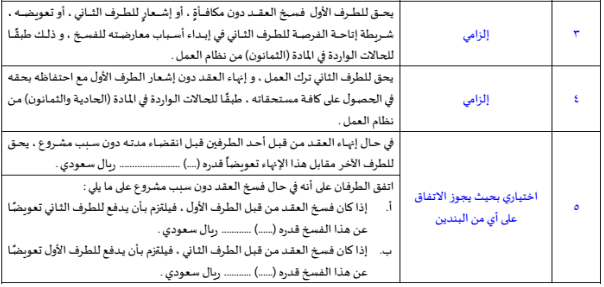 ٣
إلزامي
يحق للطرف الأول فسخ العقد دون مكافأةٍ ، أو إشعارٍ للطرف الثاني ، أو تعويضه ،
شريطة إتاحة الفرصة للطرف الثاني في إبداء أسباب معارضته للفسخ ، و ذلك طبقًا
للحالات الواردة في المادة (الثمانون) من نظام العمل .
٤
إلزامي
يحق للطرف الثاني ترك العمل ، و إنهاء العقد دون إشعار الطرف الأول مع احتفاظه بحقه
في الحصول على كافة مستحقاته ، طبقًا للحالات الواردة في المادة (الحادية والثمانون) من
نظام العمل .
٥
اختياري بحيث يجوز الاتفاق
على أي من البندين
في حال إنهاء العقد من قبل أحد الطرفين قبل انقضاء مدته دون سبب مشروع ، يحق
للطرف الآخر مقابل هذا الإنهاء تعويضاً قدره (....) ........................ ريال سعودي .
اتفق الطرفان على أنه في حال فسخ العقد دون سبب مشروع على ما يلي :
أ. إذا كان فسخ العقد من قبل الطرف الأول ، فيلتزم بأن يدفع للطرف الثاني تعويضًا
عن هذا الفسخ قدره (.....) ............ ريال سعودي .
ب. إذا كان فسخ العقد من قبل الطرف الثاني ، فيلتزم بأن يدفع للطرف الأول تعويضًا
عن هذا الفسخ قدره (.....) ........... ريال سعودي .